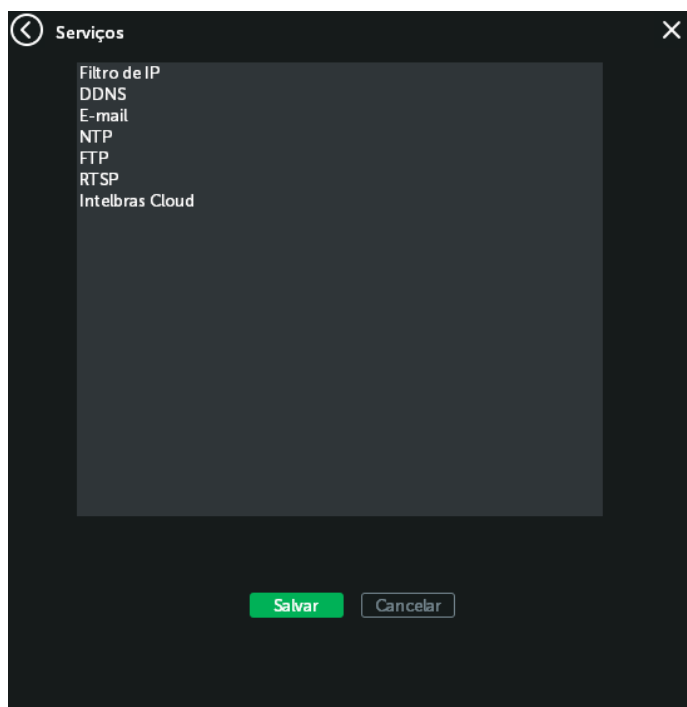 Serviços
Filtro de IP
DDNS
E-mail
NTP
FTP
RTSP
Intelbras Cloud
Salvar
Cancelar